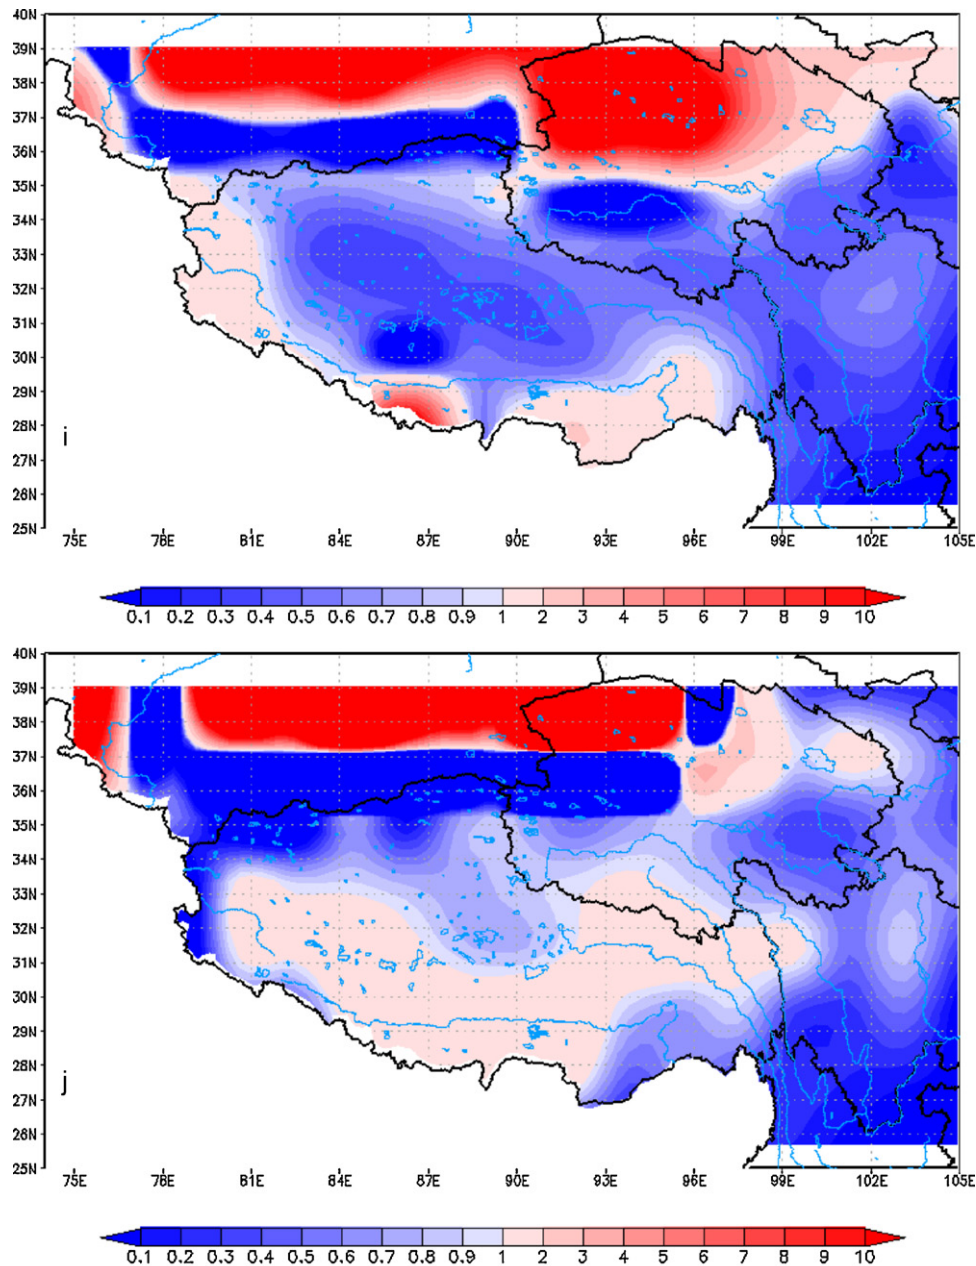 40N
39N
38N
37N
36N
35N
34N
33N
32N
31N
30N
29N
28N
27N
26N
25N
i
75E 78E 81E 84E 87E 90E 93E 96E 99E 102E 105E
0.1 0.2 0.3 0.4 0.5 0.6 0.7 0.8 0.9 1 2 3 4 5 6 7 8 9 10
40N
39N
38N
37N
36N
35N
34N
33N
32N
31N
30N
29N
28N
27N
26N
25N
j
75E 78E 81E 84E 87E 90E 93E 96E 99E 102E 105E
0.1 0.2 0.3 0.4 0.5 0.6 0.7 0.8 0.9 1 2 3 4 5 6 7 8 9 10